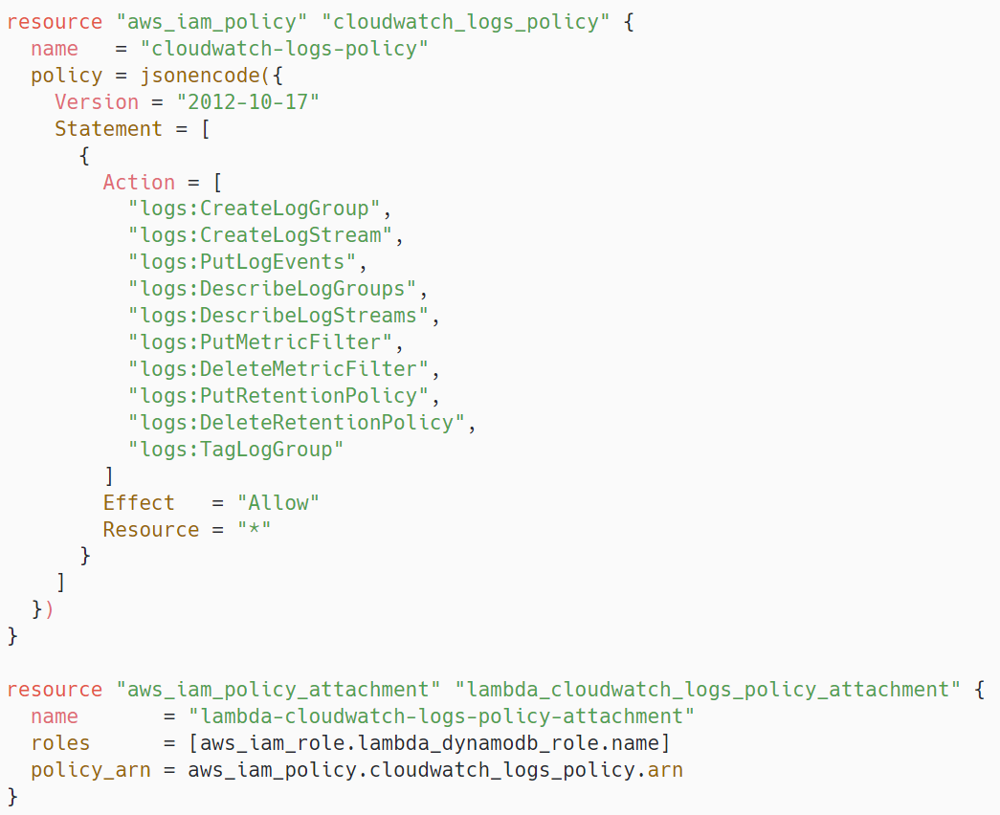 resource "aws_iam_policy" "cloudwatch_logs_policy" {
  name   = "cloudwatch-logs-policy"
  policy = jsonencode({
    Version = "2012-10-17"
    Statement = [
      {
        Action = [
          "logs:CreateLogGroup",
          "logs:CreateLogStream",
          "logs:PutLogEvents",
          "logs:DescribeLogGroups",
          "logs:DescribeLogStreams",
          "logs:PutMetricFilter",
          "logs:DeleteMetricFilter",
          "logs:PutRetentionPolicy",
          "logs:DeleteRetentionPolicy",
          "logs:TagLogGroup"
        ]
        Effect   = "Allow"
        Resource = "*"
      }
    ]
  })
}

resource "aws_iam_policy_attachment" "lambda_cloudwatch_logs_policy_attachment" {
  name       = "lambda-cloudwatch-logs-policy-attachment"
  roles      = [aws_iam_role.lambda_dynamodb_role.name]
  policy_arn = aws_iam_policy.cloudwatch_logs_policy.arn
}